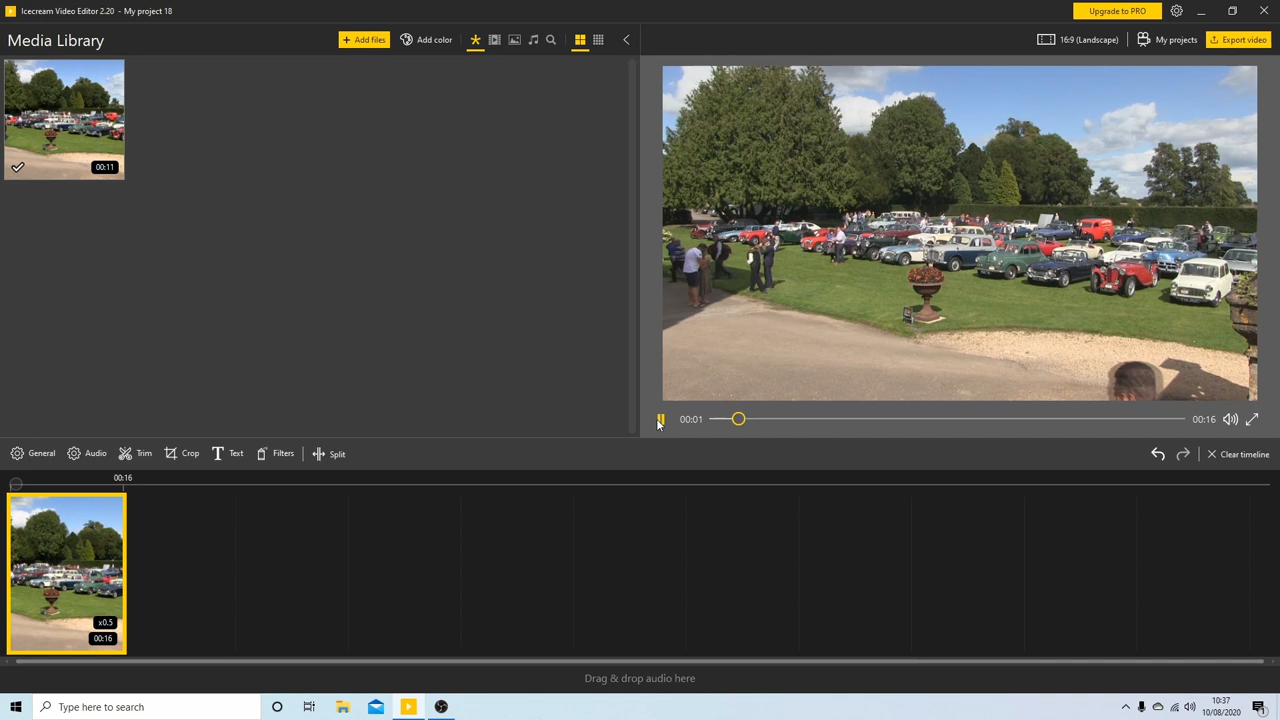 Icecream Video Editor 2.20 - My project 18
Upgrade to PRO
Media Library
Add files
Add color
16:9 (Landscape)
My projects
Export video
00:11
00:01
00:16
General
Audio
Trim
Crop
Text
Filters
Split
Clear timeline
00:16
x0.5
00:16
Drag & drop audio here
Type here to search
10:37
10/08/2020
1